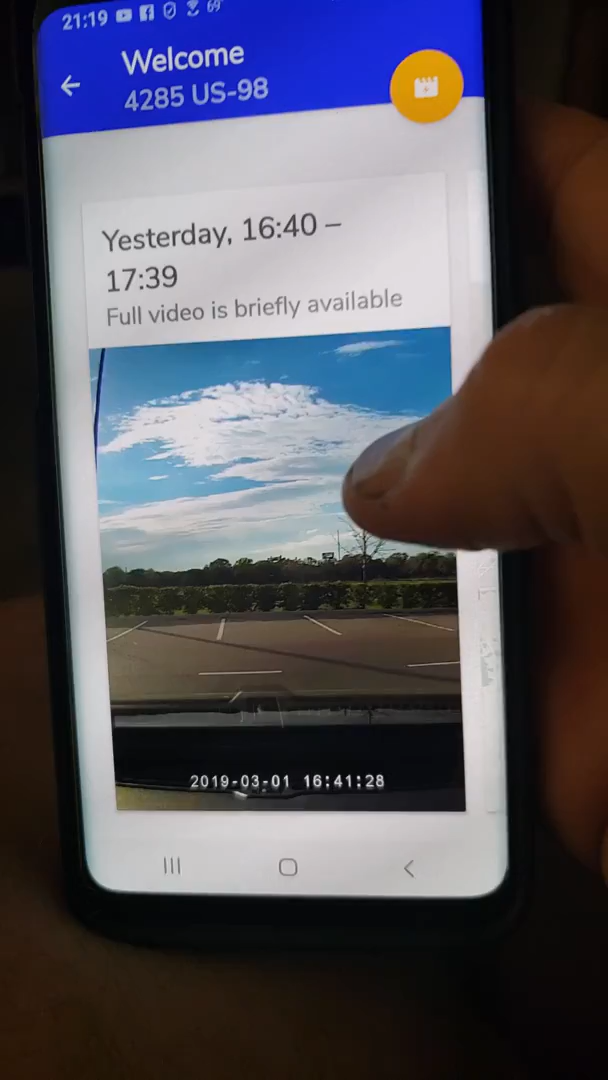 21:19
69°
Welcome
4285 US-98
Yesterday, 16:40 –
17:39
Full video is briefly available
2019-03-01 16:41:28